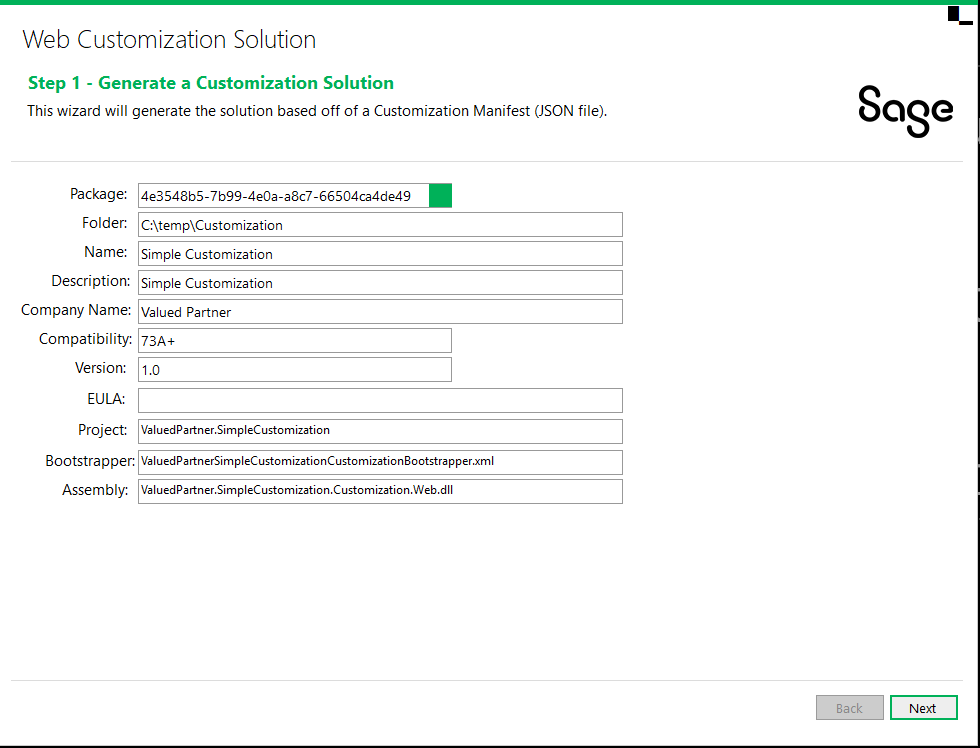 Web Customization Solution
Step 1 - Generate a Customization Solution
This wizard will generate the solution based off of a Customization Manifest (JSON file).
Sage
Package: 4e3548b5-7b99-4e0a-a8c7-66504ca4de49
Folder: C:\temp\Customization
Name: Simple Customization
Description: Simple Customization
Company Name: Valued Partner
Compatibility: 73A+
Version: 1.0
EULA:
Project: ValuedPartner.SimpleCustomization
Bootstrapper: ValuedPartnerSimpleCustomizationCustomizationBootstrapper.xml
Assembly: ValuedPartner.SimpleCustomization.Customization.Web.dll
Back Next